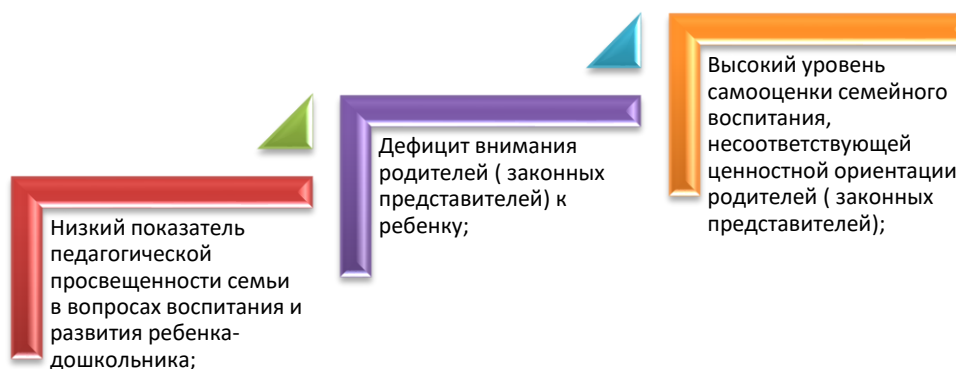 Низкий показатель
педагогической
просвещенности семьи
в вопросах воспитания и
развития ребенка-
дошкольника;
Дефицит внимания
родителей ( законных
представителей) к
ребенку;
Высокий уровень
самооценки семейного
воспитания,
несоответствующей
ценностной ориентации
родителей ( законных
представителей);